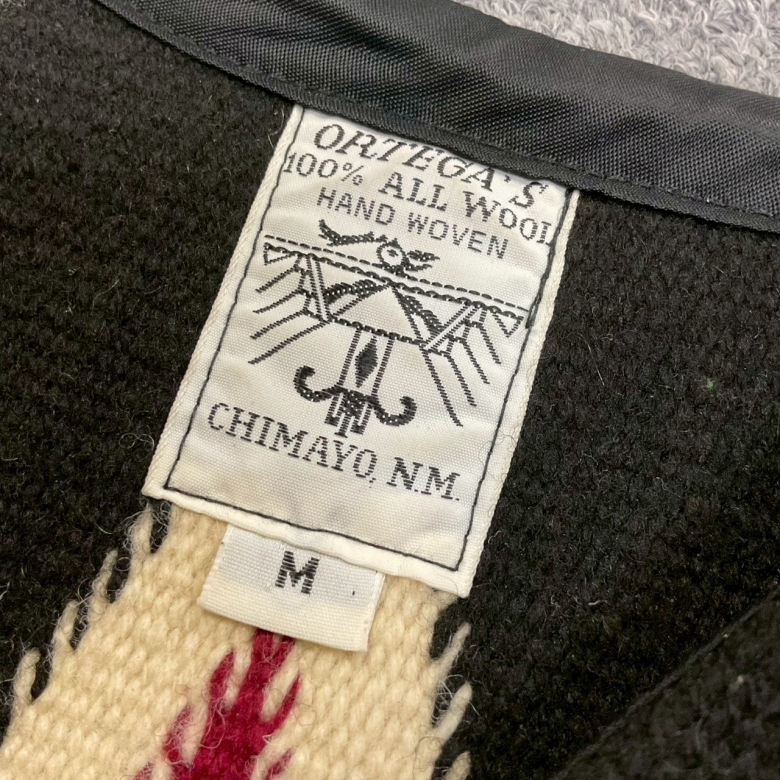 ORTEGA'S
100% ALL WOOL
HAND WOVEN
CHIMAYO, N.M.
M